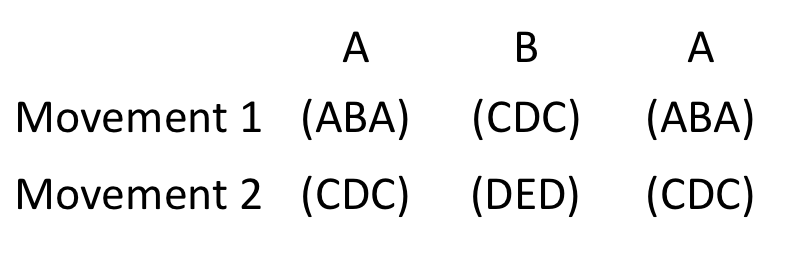 A B A
Movement 1 (ABA) (CDC) (ABA)
Movement 2 (CDC) (DED) (CDC)